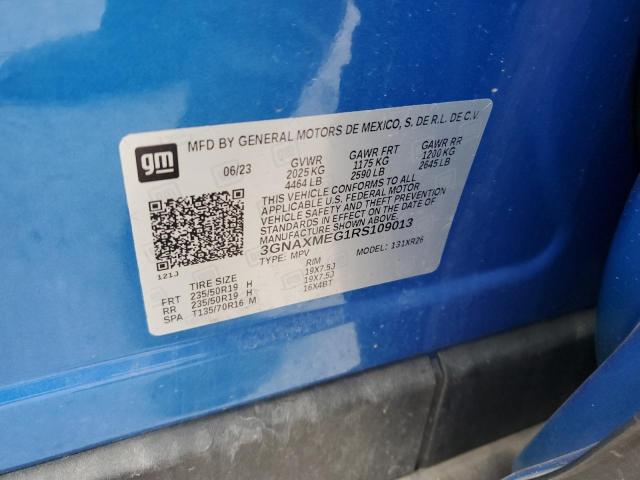 gm
MFD BY GENERAL MOTORS DE MEXICO, S. DE R.L. DE C.V.
06/23 GVWR GAWR FRT GAWR RR
2025 KG 1175 KG 1200 KG
4464 LB 2590 LB 2645 LB
THIS VEHICLE CONFORMS TO ALL
APPLICABLE U.S. FEDERAL MOTOR
VEHICLE SAFETY AND THEFT PREVENTION
STANDARDS IN EFFECT ON THE DATE OF
MANUFACTURE SHOWN ABOVE.
3GNAXMEG1RS109013
TYPE: MPV MODEL: 131XR26
121J
TIRE SIZE RIM
FRT 235/50R19 H 19X7.5J
RR 235/50R19 H 19X7.5J
SPA T135/70R16 M 16X4BT